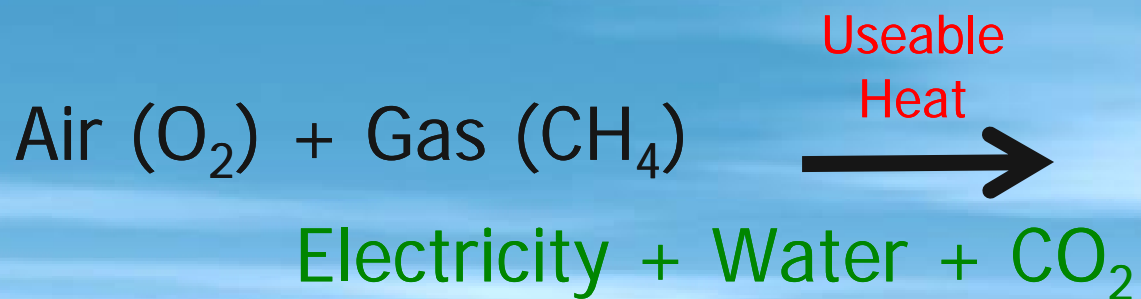 Useable
Heat
Air (O₂) + Gas (CH₄)
Electricity + Water + CO₂